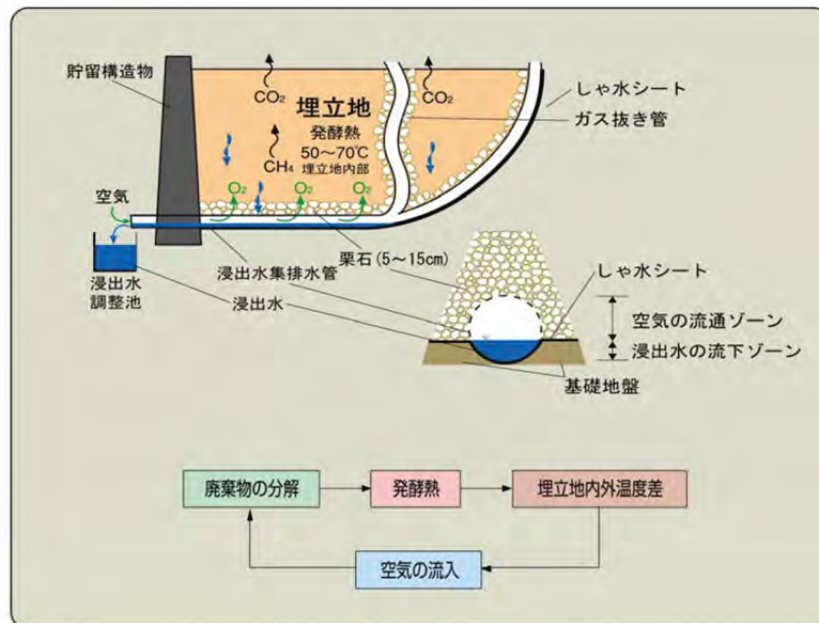 貯留構造物
CO₂
埋立地
発酵熱
50～70℃
埋立地内部
CH₄
CO₂
しゃ水シート
ガス抜き管
空気
O₂
O₂
O₂
浸出水
調整池
浸出水集排水管
浸出水
栗石(5～15cm)
しゃ水シート
空気の流通ゾーン
浸出水の流下ゾーン
基礎地盤
廃棄物の分解
発酵熱
埋立地内外温度差
空気の流入